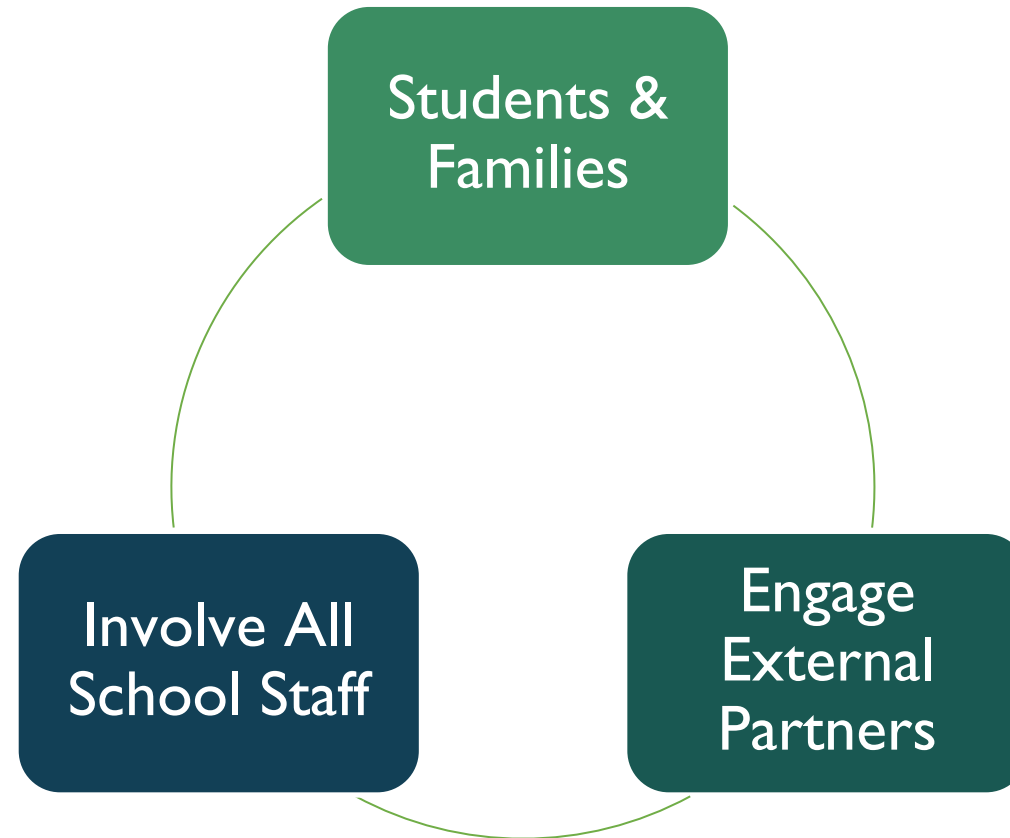 Students &
Families
Involve All
School Staff
Engage
External
Partners